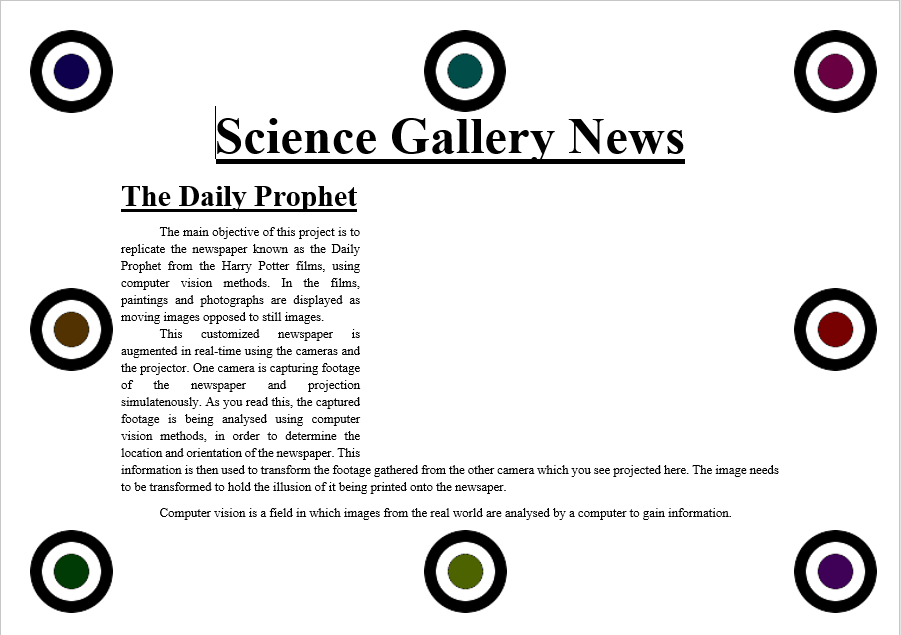 Science Gallery News
The Daily Prophet
The main objective of this project is to
replicate the newspaper known as the Daily
Prophet from the Harry Potter films, using
computer vision methods. In the films,
paintings and photographs are displayed as
moving images opposed to still images.
This customized newspaper is
augmented in real-time using the cameras and
the projector. One camera is capturing footage
of the newspaper and projection
simulatenously. As you read this, the captured
footage is being analysed using computer
vision methods, in order to determine the
location and orientation of the newspaper. This
information is then used to transform the footage gathered from the other camera which you see projected here. The image needs
to be transformed to hold the illusion of it being printed onto the newsaper.
Computer vision is a field in which images from the real world are analysed by a computer to gain information.